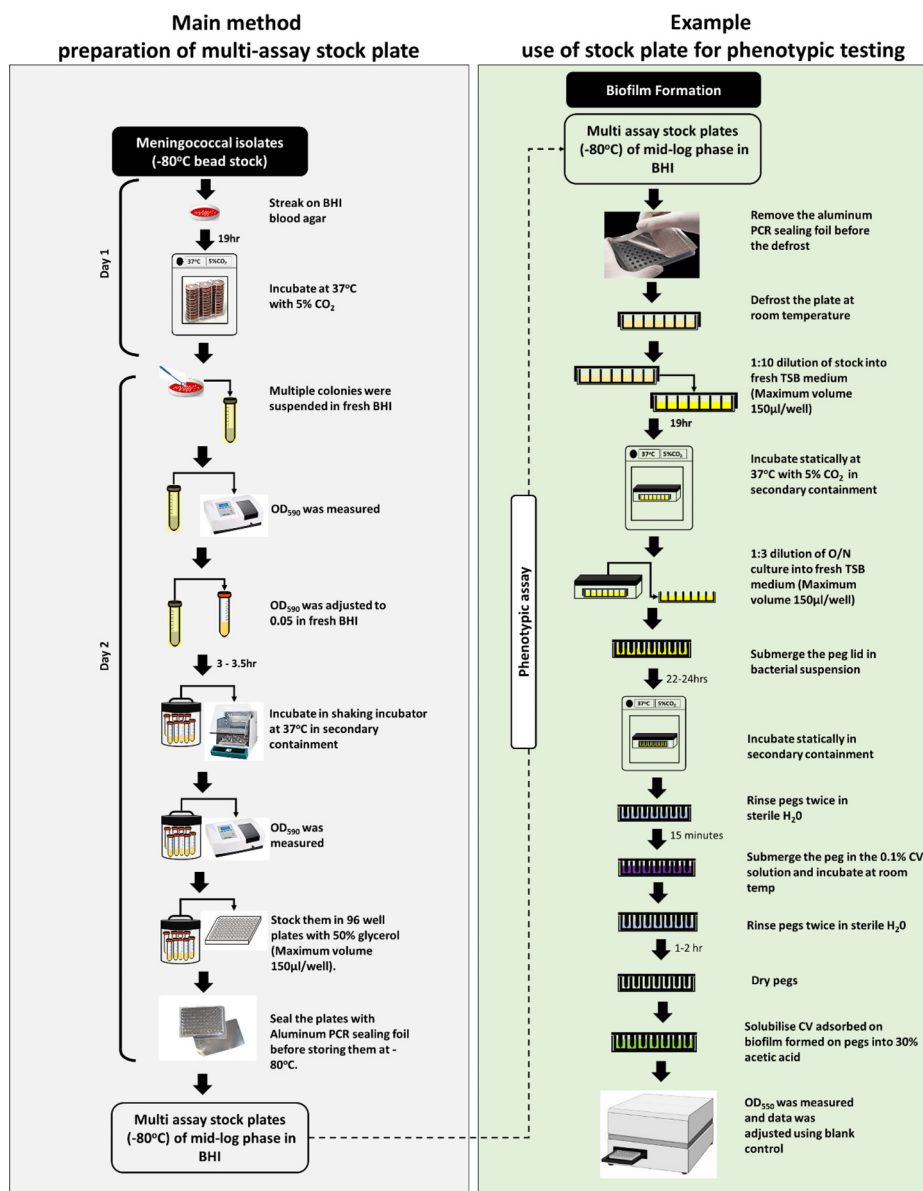 Main method
preparation of multi-assay stock plate
Meningococcal isolates
(-80°C bead stock)
Day 1
Streak on BHI
blood agar
19hr
37°C 5%CO₂
Incubate at 37°C
with 5% CO₂
Day 2
Multiple colonies were
suspended in fresh BHI
OD₅₉₀ was measured
OD₅₉₀ was adjusted to
0.05 in fresh BHI
3 - 3.5hr
Incubate in shaking incubator
at 37°C in secondary
containment
OD₅₉₀ was
measured
Stock them in 96 well
plates with 50% glycerol
(Maximum volume
150µl/well).
Seal the plates with
Aluminum PCR sealing foil
before storing them at -
80°C.
Multi assay stock plates
(-80°C) of mid-log phase in
BHI
Phenotypic assay
Example
use of stock plate for phenotypic testing
Biofilm Formation
Multi assay stock plates
(-80°C) of mid-log phase in
BHI
Remove the aluminum
PCR sealing foil before
the defrost
Defrost the plate at
room temperature
1:10 dilution of stock into
fresh TSB medium
(Maximum volume
150µl/well)
19hr
37°C 5%CO₂
Incubate statically at
37°C with 5% CO₂ in
secondary containment
1:3 dilution of O/N
culture into fresh TSB
medium (Maximum
volume 150µl/well)
Submerge the peg lid in
bacterial suspension
22-24hrs
37°C 5%CO₂
Incubate statically in
secondary containment
Rinse pegs twice in
sterile H₂0
15 minutes
Submerge the peg in the 0.1% CV
solution and incubate at room
temp
Rinse pegs twice in sterile H₂0
1-2 hr
Dry pegs
Solubilise CV adsorbed on
biofilm formed on pegs into 30%
acetic acid
OD₅₅₀ was measured
and data was
adjusted using blank
control